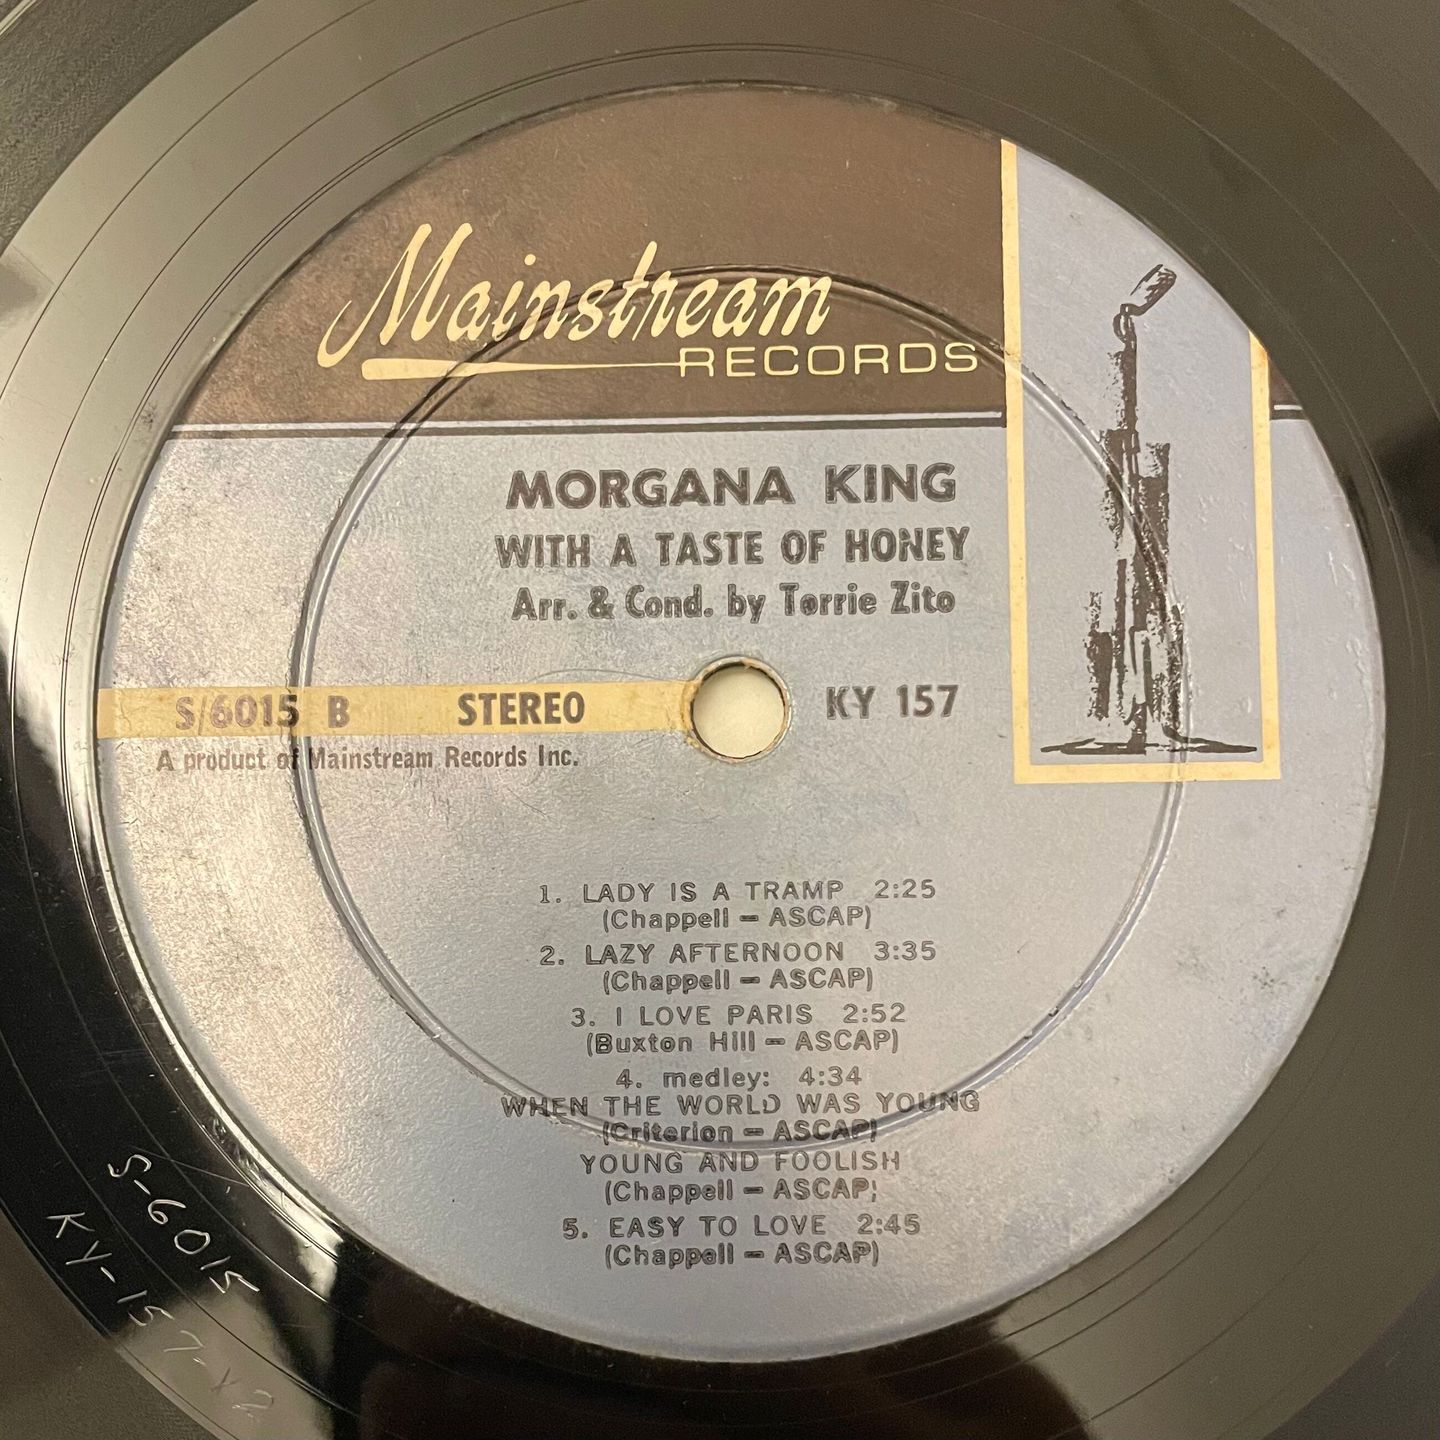 Mainstream
RECORDS
MORGANA KING
WITH A TASTE OF HONEY
Arr. & Cond. by Torrie Zito
S/6015 B STEREO KY 157
A product of Mainstream Records Inc.
1. LADY IS A TRAMP 2:25
(Chappell - ASCAP)
2. LAZY AFTERNOON 3:35
(Chappell - ASCAP)
3. I LOVE PARIS 2:52
(Buxton Hill - ASCAP)
4. medley: 4:34
WHEN THE WORLD WAS YOUNG
(Criterion - ASCAP)
YOUNG AND FOOLISH
(Chappell - ASCAP)
5. EASY TO LOVE 2:45
(Chappell - ASCAP)
S-6015
KY-157-X2